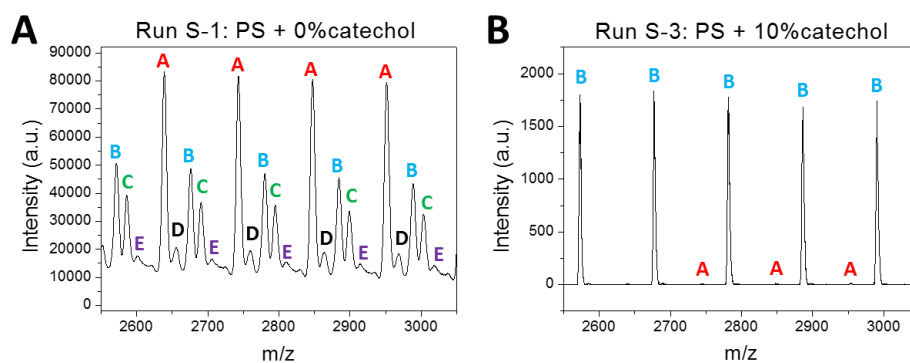 A
Run S-1: PS + 0%catechol
90000
80000
70000
60000
50000
40000
30000
20000
10000
0
Intensity (a.u.)
A A A A
B B B B B
C C C C C
D D D D
E E E E E
2600 2700 2800 2900 3000
m/z
B
Run S-3: PS + 10%catechol
2000
1500
1000
500
0
Intensity (a.u.)
B B B B B
A A A
2600 2700 2800 2900 3000
m/z